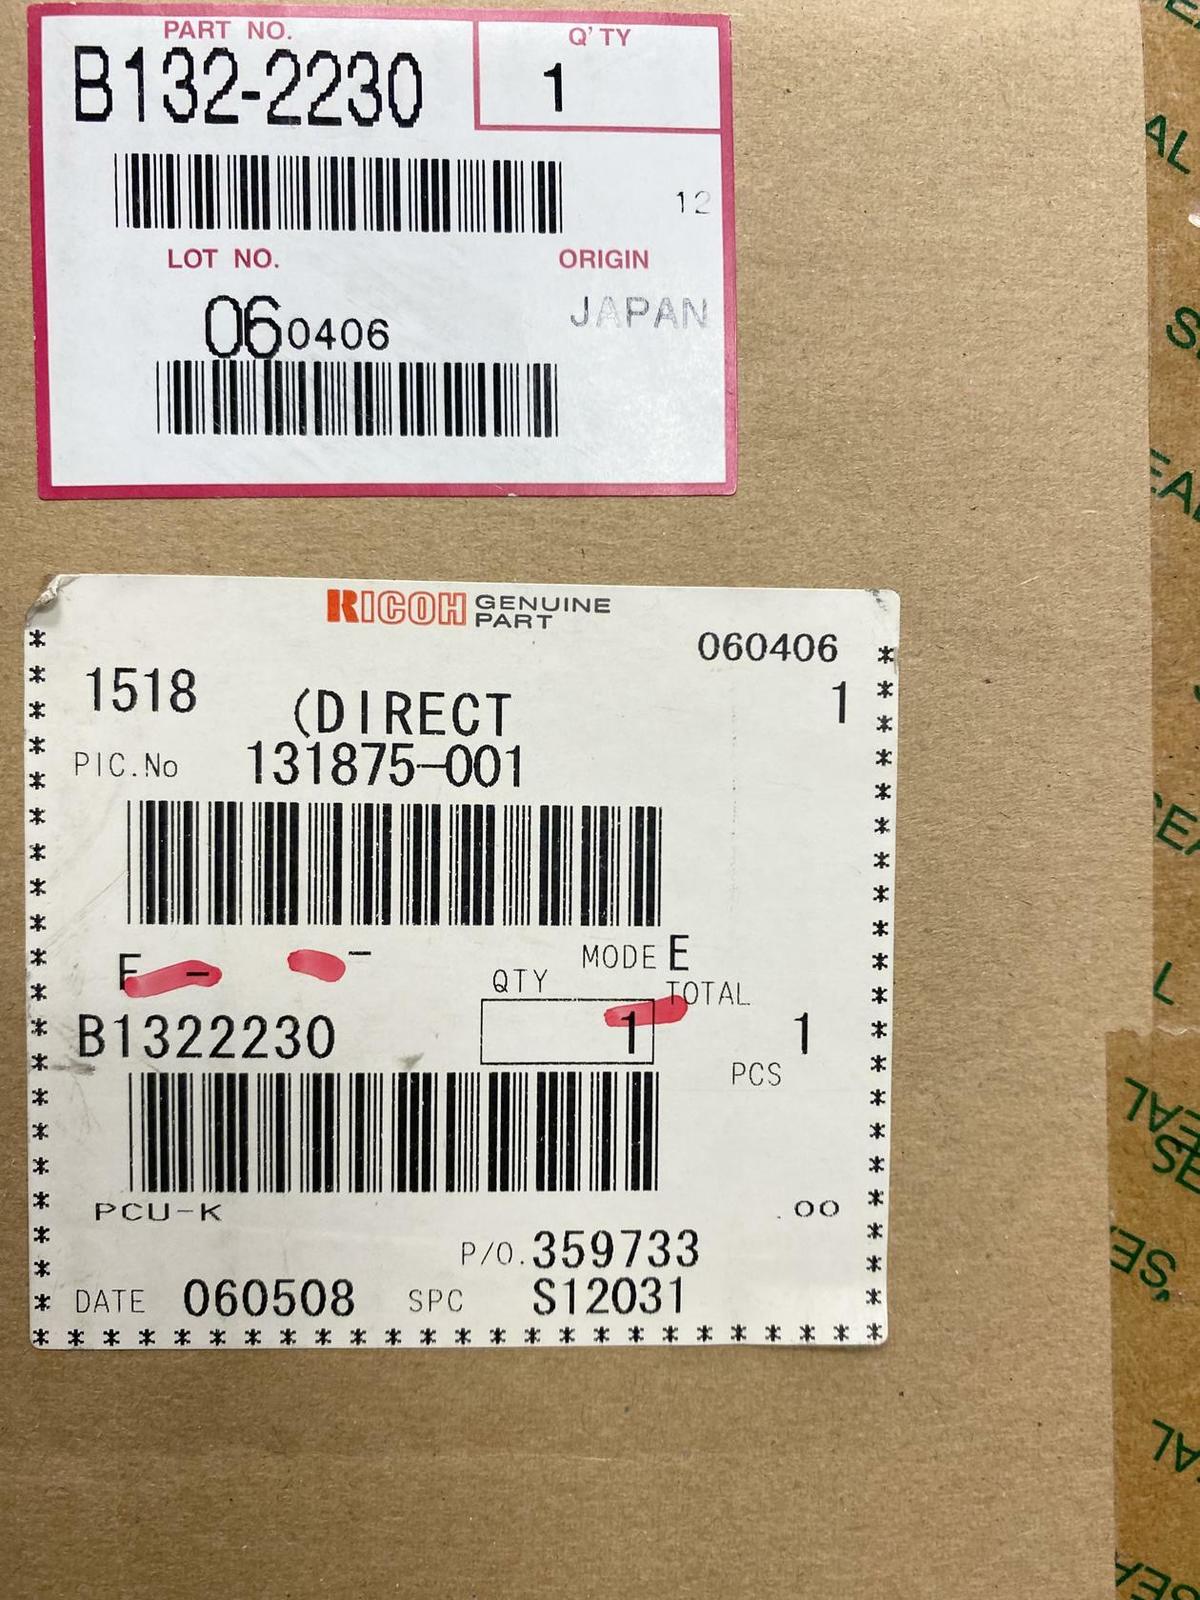 PART NO.
Q'TY
B132-2230
1
12
LOT NO.
ORIGIN
060406
JAPAN
RICOH GENUINE PART
060406
1518
(DIRECT
1
PIC.No 131875-001
F - -
MODE E
QTY
TOTAL
B1322230
1
1
PCS
PCU-K
.00
P/O.359733
DATE 060508 SPC S12031
SEAL